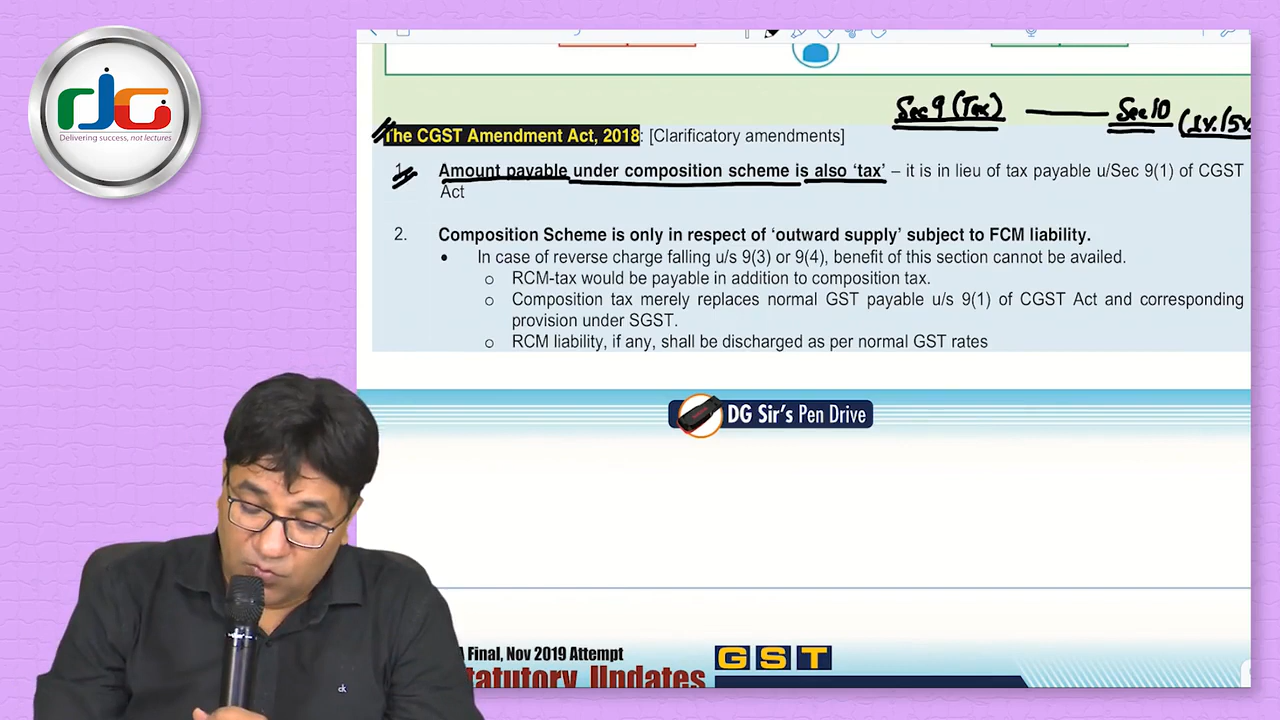 Delivering success, not lectures
Sec 9 (Tax) Sec 10
The CGST Amendment Act, 2018: [Clarificatory amendments]
1. Amount payable under composition scheme is also ‘tax’ – it is in lieu of tax payable u/Sec 9(1) of CGST
Act
2. Composition Scheme is only in respect of ‘outward supply’ subject to FCM liability.
• In case of reverse charge falling u/s 9(3) or 9(4), benefit of this section cannot be availed.
o RCM-tax would be payable in addition to composition tax.
o Composition tax merely replaces normal GST payable u/s 9(1) of CGST Act and corresponding
provision under SGST.
o RCM liability, if any, shall be discharged as per normal GST rates
DG Sir's Pen Drive
A Final, Nov 2019 Attempt
tatutory Updates
GST